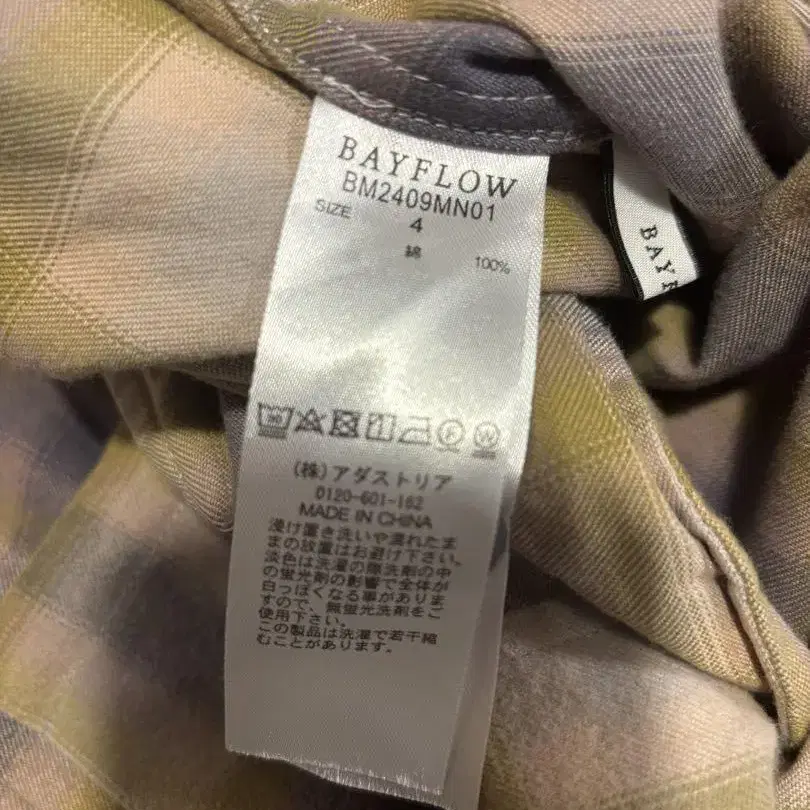 BAYFLOW
BM2409MN01
SIZE 4
綿 100%
(株)アダストリア
0120-601-162
MADE IN CHINA
浸け置き洗いや濡れたま
まの放置はお避け下さい。
淡色は洗濯の際洗剤の中
の蛍光剤の影響で全体が
白っぽくなる事がありま
すので、無蛍光洗剤をご
使用下さい。
この製品は洗濯で若干縮
むことがあります。
BAY